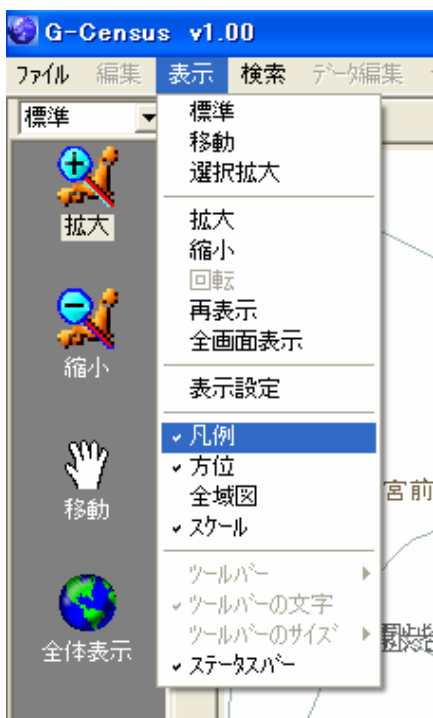 G-Census v1.00
ﾌｧｲﾙ 編集 表示 検索 ﾃﾞｰﾀ編集
標準
標準
移動
選択拡大
拡大
縮小
回転
再表示
全画面表示
表示設定
凡例
方位
全域図
ｽｹｰﾙ
ﾂｰﾙﾊﾞｰ
ﾂｰﾙﾊﾞｰの文字
ﾂｰﾙﾊﾞｰのｻｲｽﾞ
ｽﾃｰﾀｽﾊﾞｰ
拡大
縮小
移動
全体表示
宮前